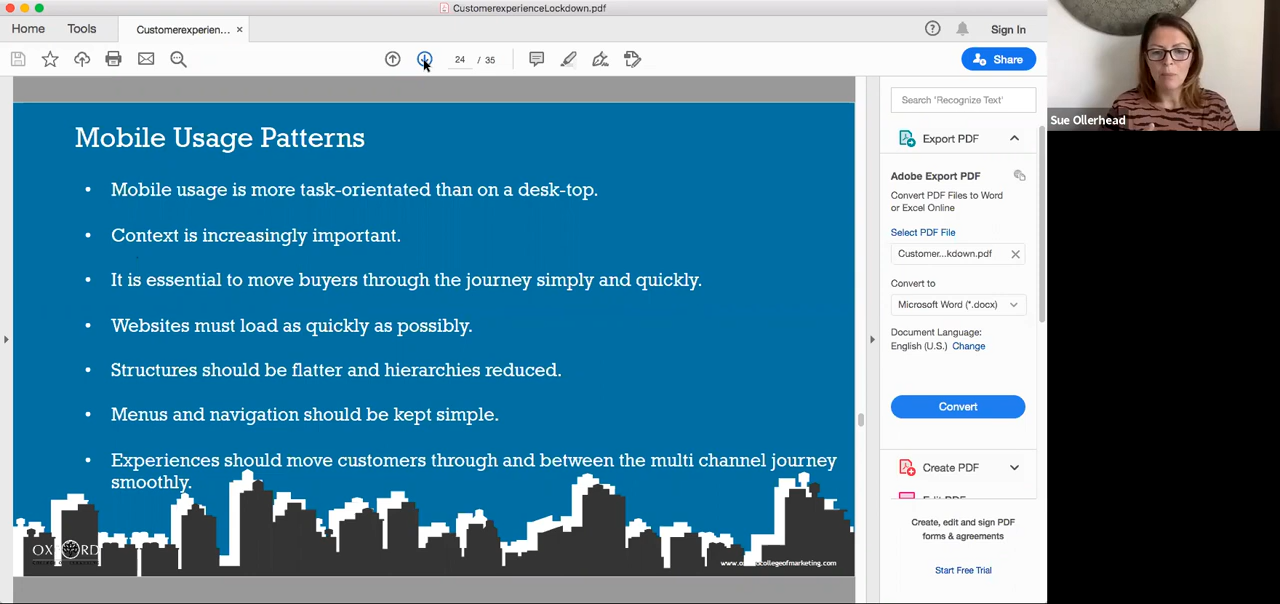 CustomerexperienceLockdown.pdf
Home Tools Customerexperien... × Sign In
24 / 35 Share
Sue Ollerhead
Mobile Usage Patterns
• Mobile usage is more task-orientated than on a desk-top.
• Context is increasingly important.
• It is essential to move buyers through the journey simply and quickly.
• Websites must load as quickly as possibly.
• Structures should be flatter and hierarchies reduced.
• Menus and navigation should be kept simple.
• Experiences should move customers through and between the multi channel journey
smoothly.
OXFORD
Search 'Recognize Text'
Export PDF
Adobe Export PDF
Convert PDF Files to Word
or Excel Online
Select PDF File
Customer...kdown.pdf
Convert to
Microsoft Word (*.docx)
Document Language:
English (U.S.) Change
Convert
Create PDF
Create, edit and sign PDF
forms & agreements
Start Free Trial